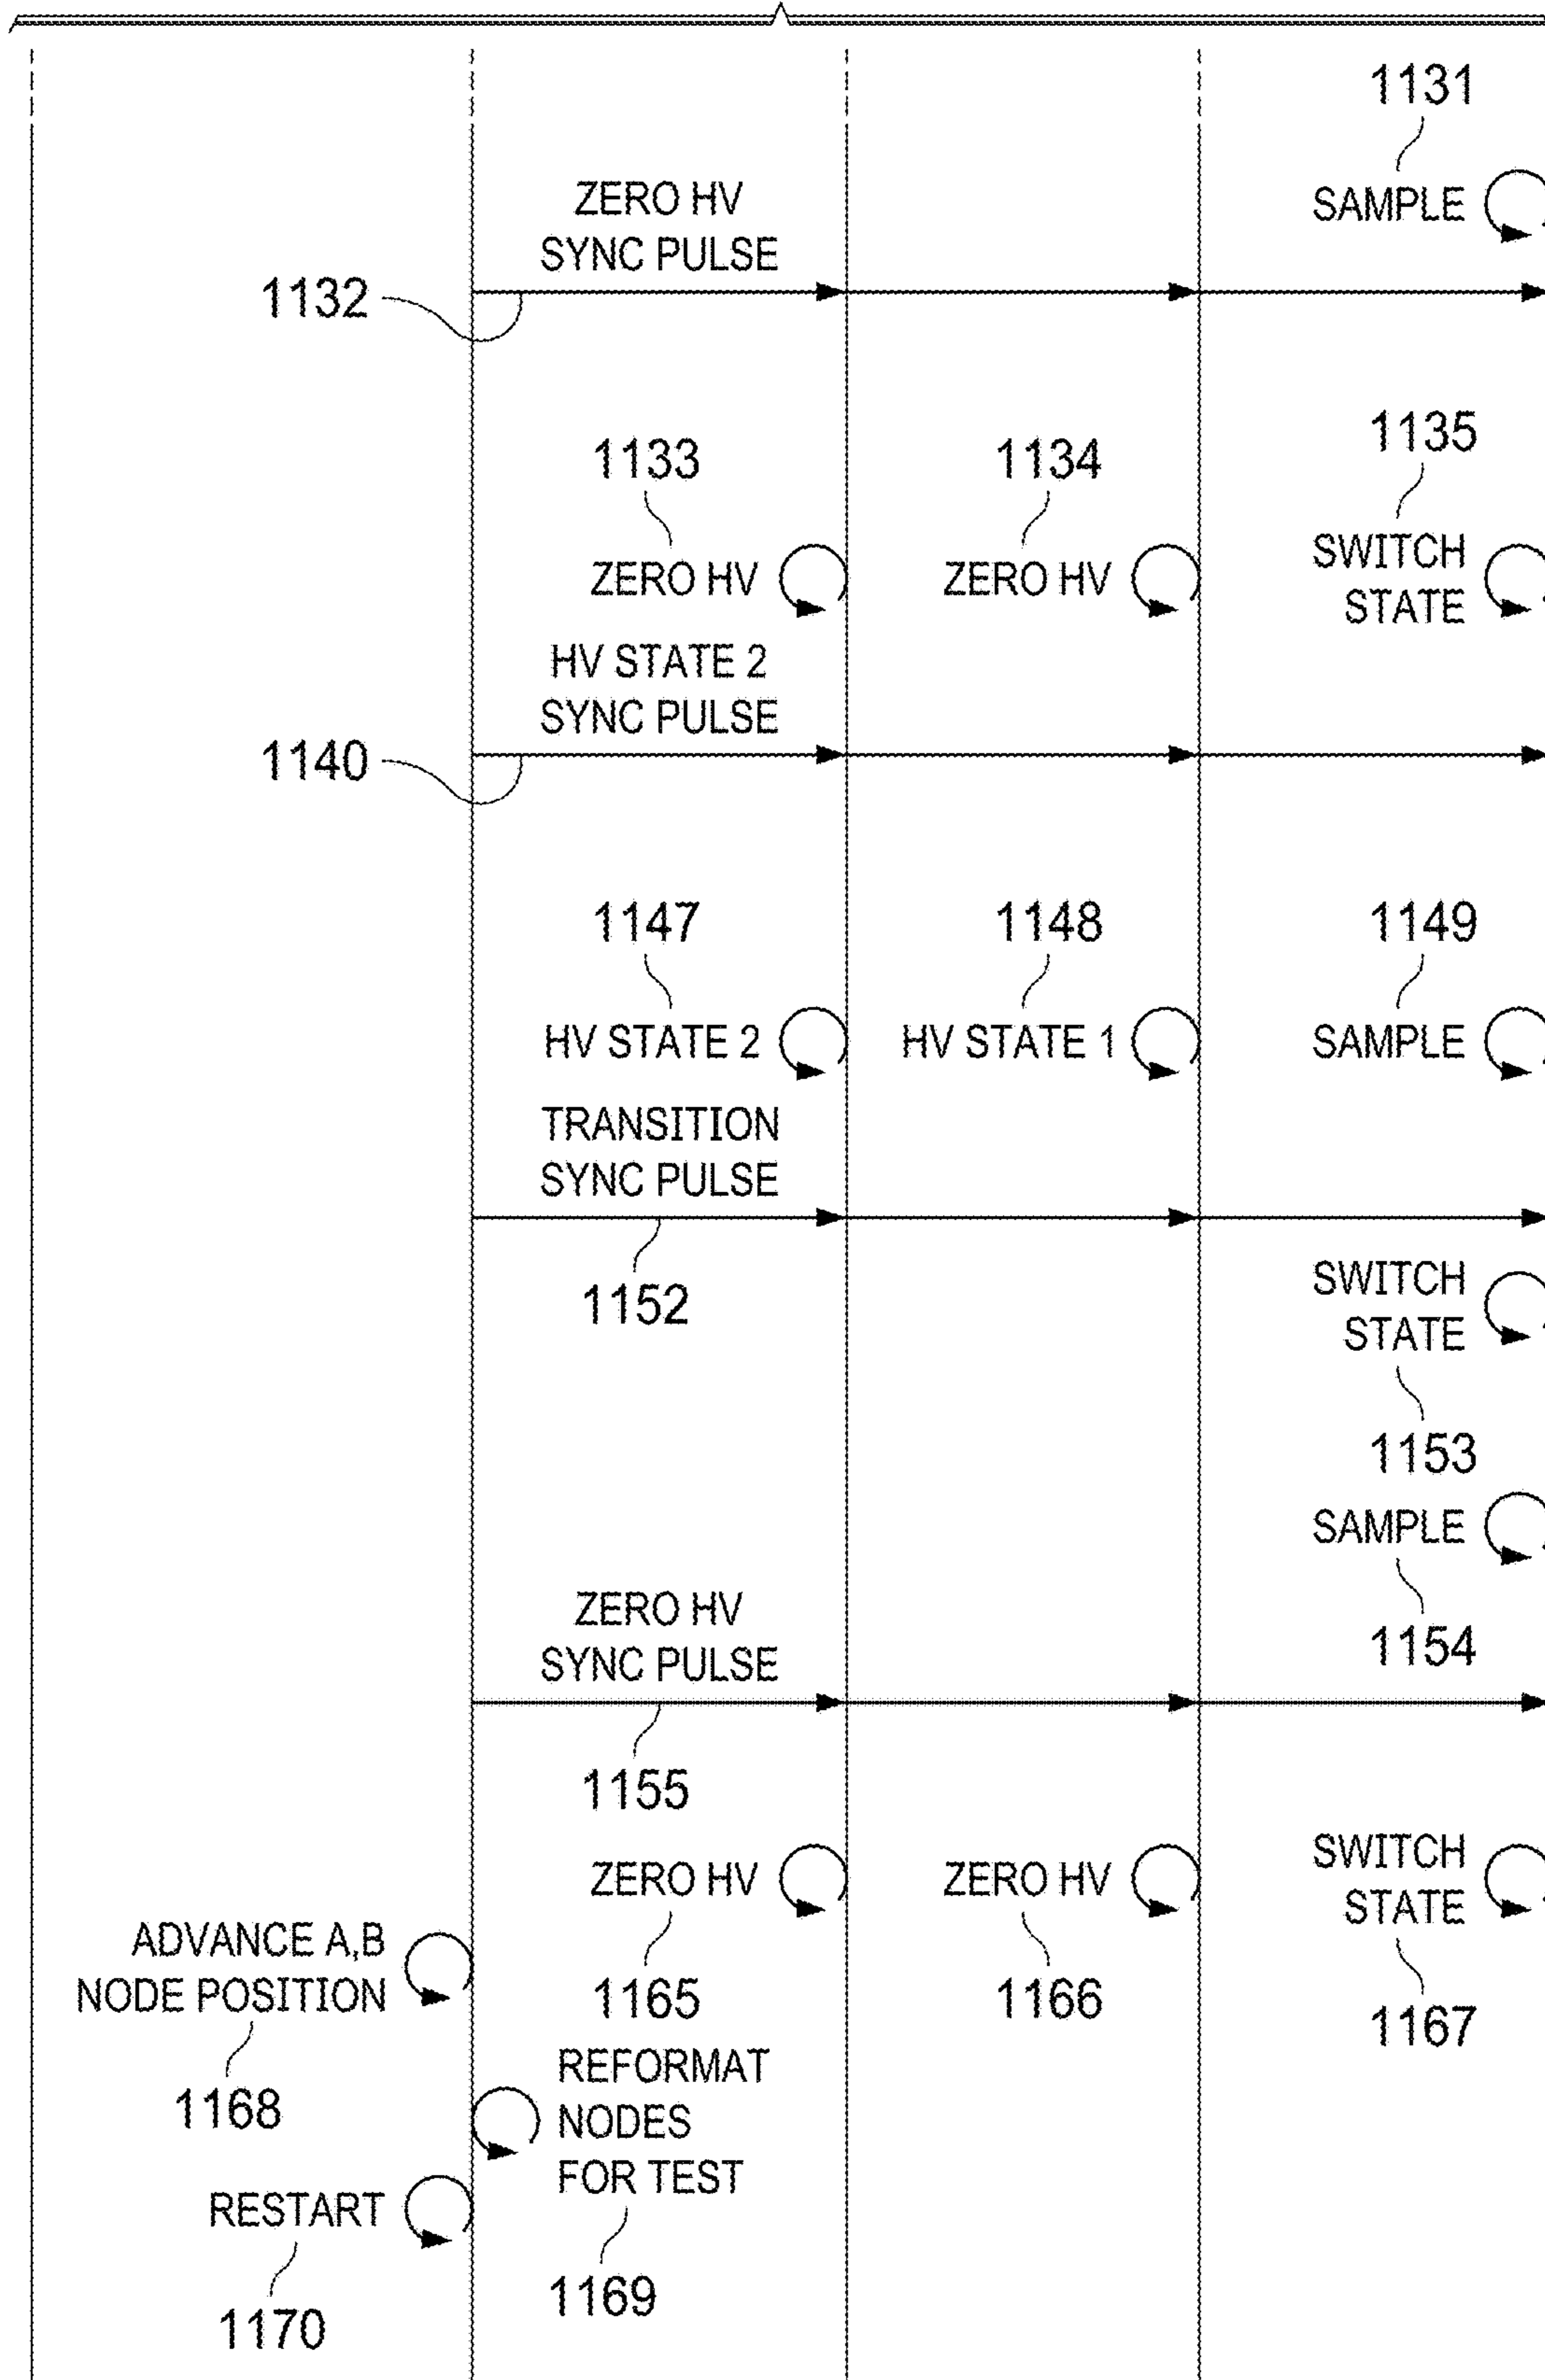 1131
SAMPLE
ZERO HV
SYNC PULSE
1132
1133
1134
1135
ZERO HV
ZERO HV
SWITCH
STATE
HV STATE 2
SYNC PULSE
1140
1147
1148
1149
HV STATE 2
HV STATE 1
SAMPLE
TRANSITION
SYNC PULSE
1152
SWITCH
STATE
1153
SAMPLE
1154
ZERO HV
SYNC PULSE
1155
ZERO HV
ZERO HV
SWITCH
STATE
1165
1166
1167
ADVANCE A,B
NODE POSITION
1168
REFORMAT
NODES
FOR TEST
1169
RESTART
1170